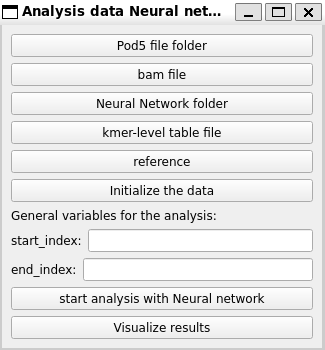 Analysis data Neural net...
Pod5 file folder
bam file
Neural Network folder
kmer-level table file
reference
Initialize the data
General variables for the analysis:
start_index:
end_index:
start analysis with Neural network
Visualize results